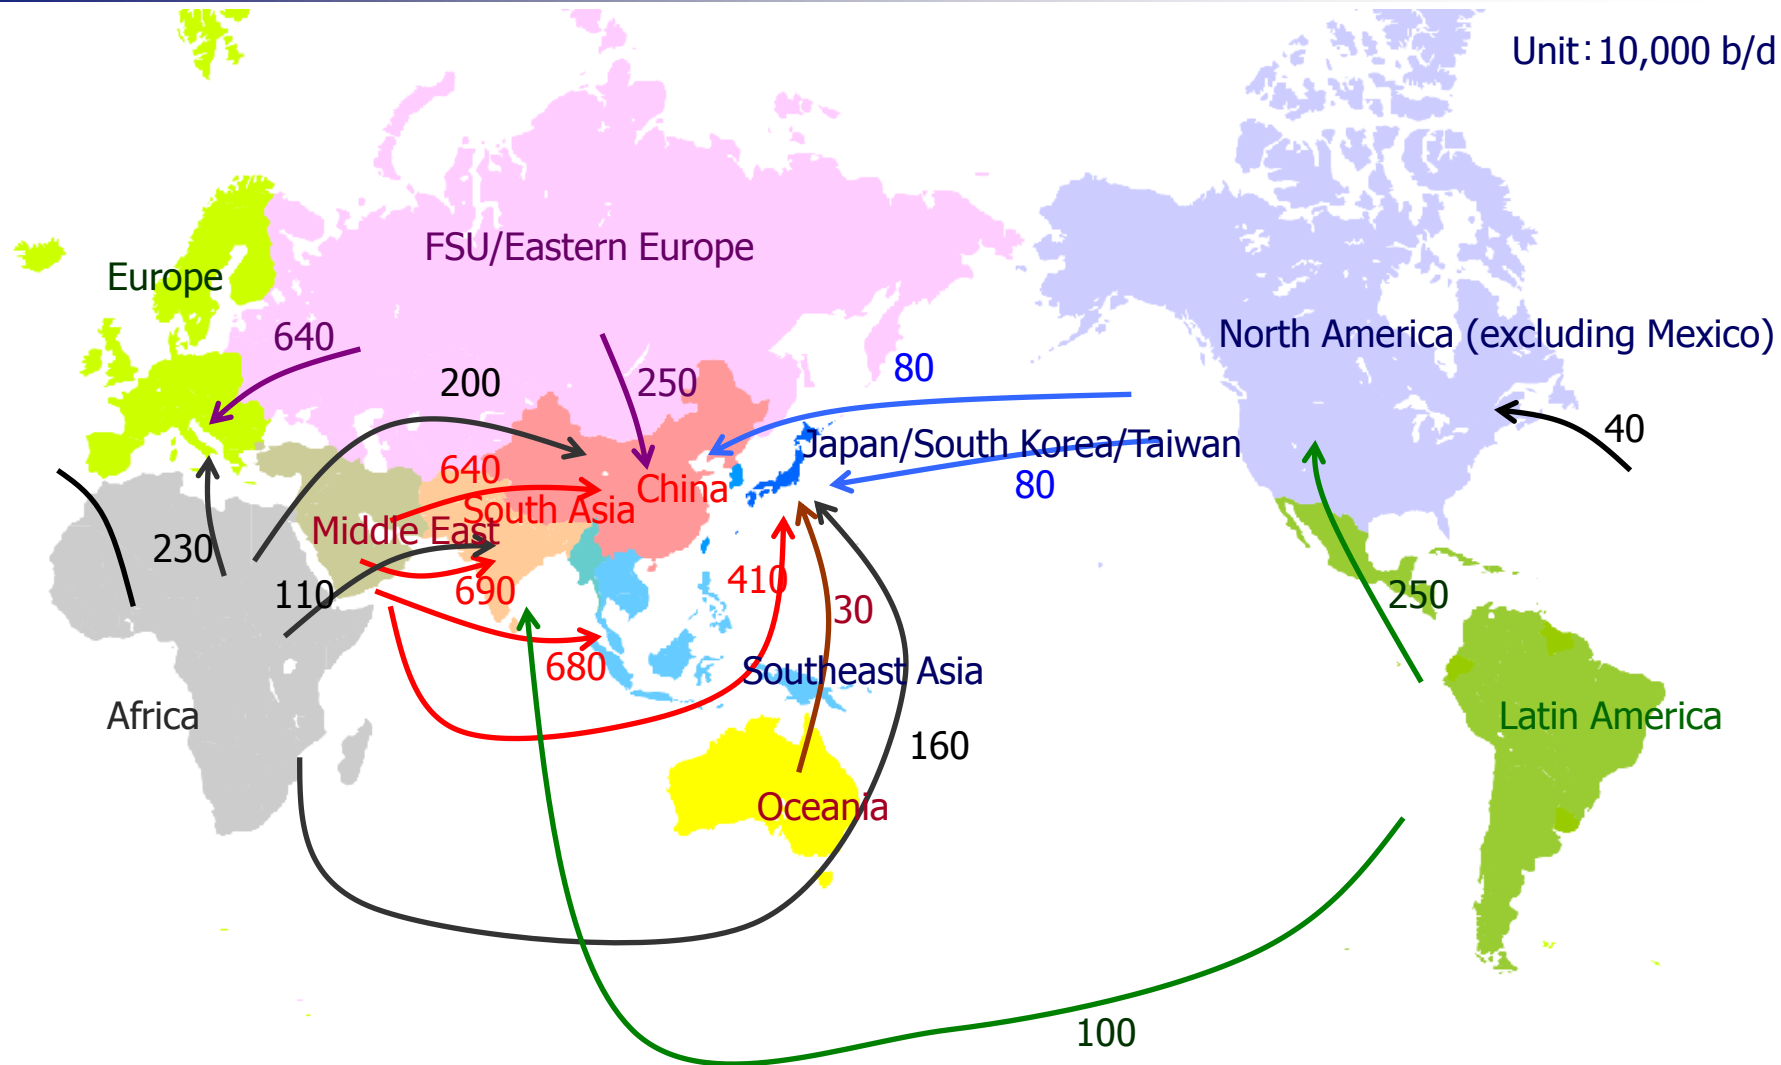 Unit:10,000 b/d
FSU/Eastern Europe
Europe
640
North America (excluding Mexico)
200
250
80
40
Japan/South Korea/Taiwan
640
China
80
South Asia
Middle East
230
110
690
410
30
250
680
Southeast Asia
Africa
Latin America
160
Oceania
100